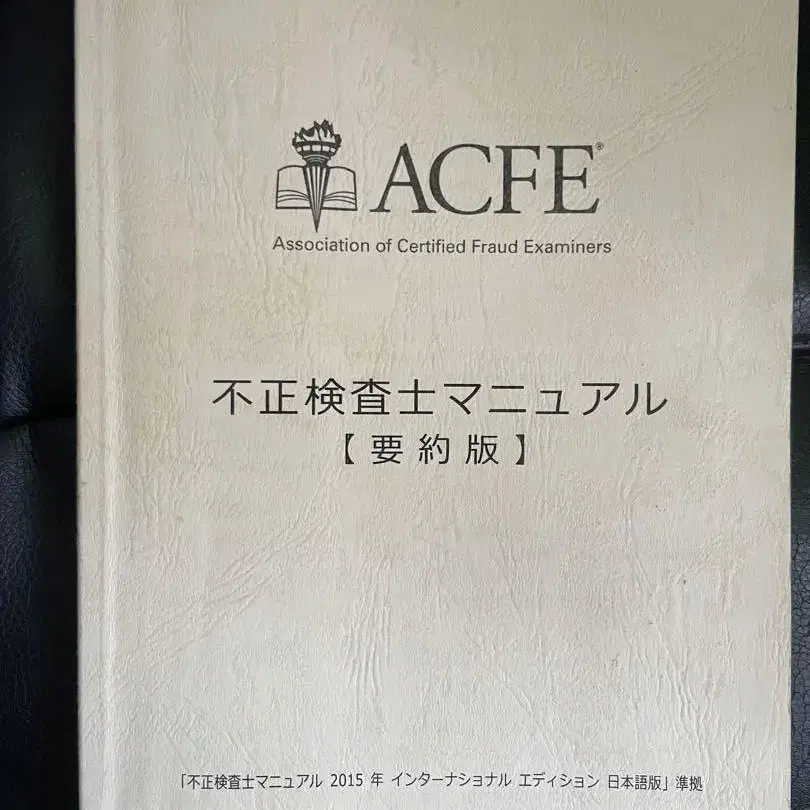 ACFE®
Association of Certified Fraud Examiners
不正検査士マニュアル
【要約版】
「不正検査士マニュアル 2015 年 インターナショナル エディション 日本語版」準拠